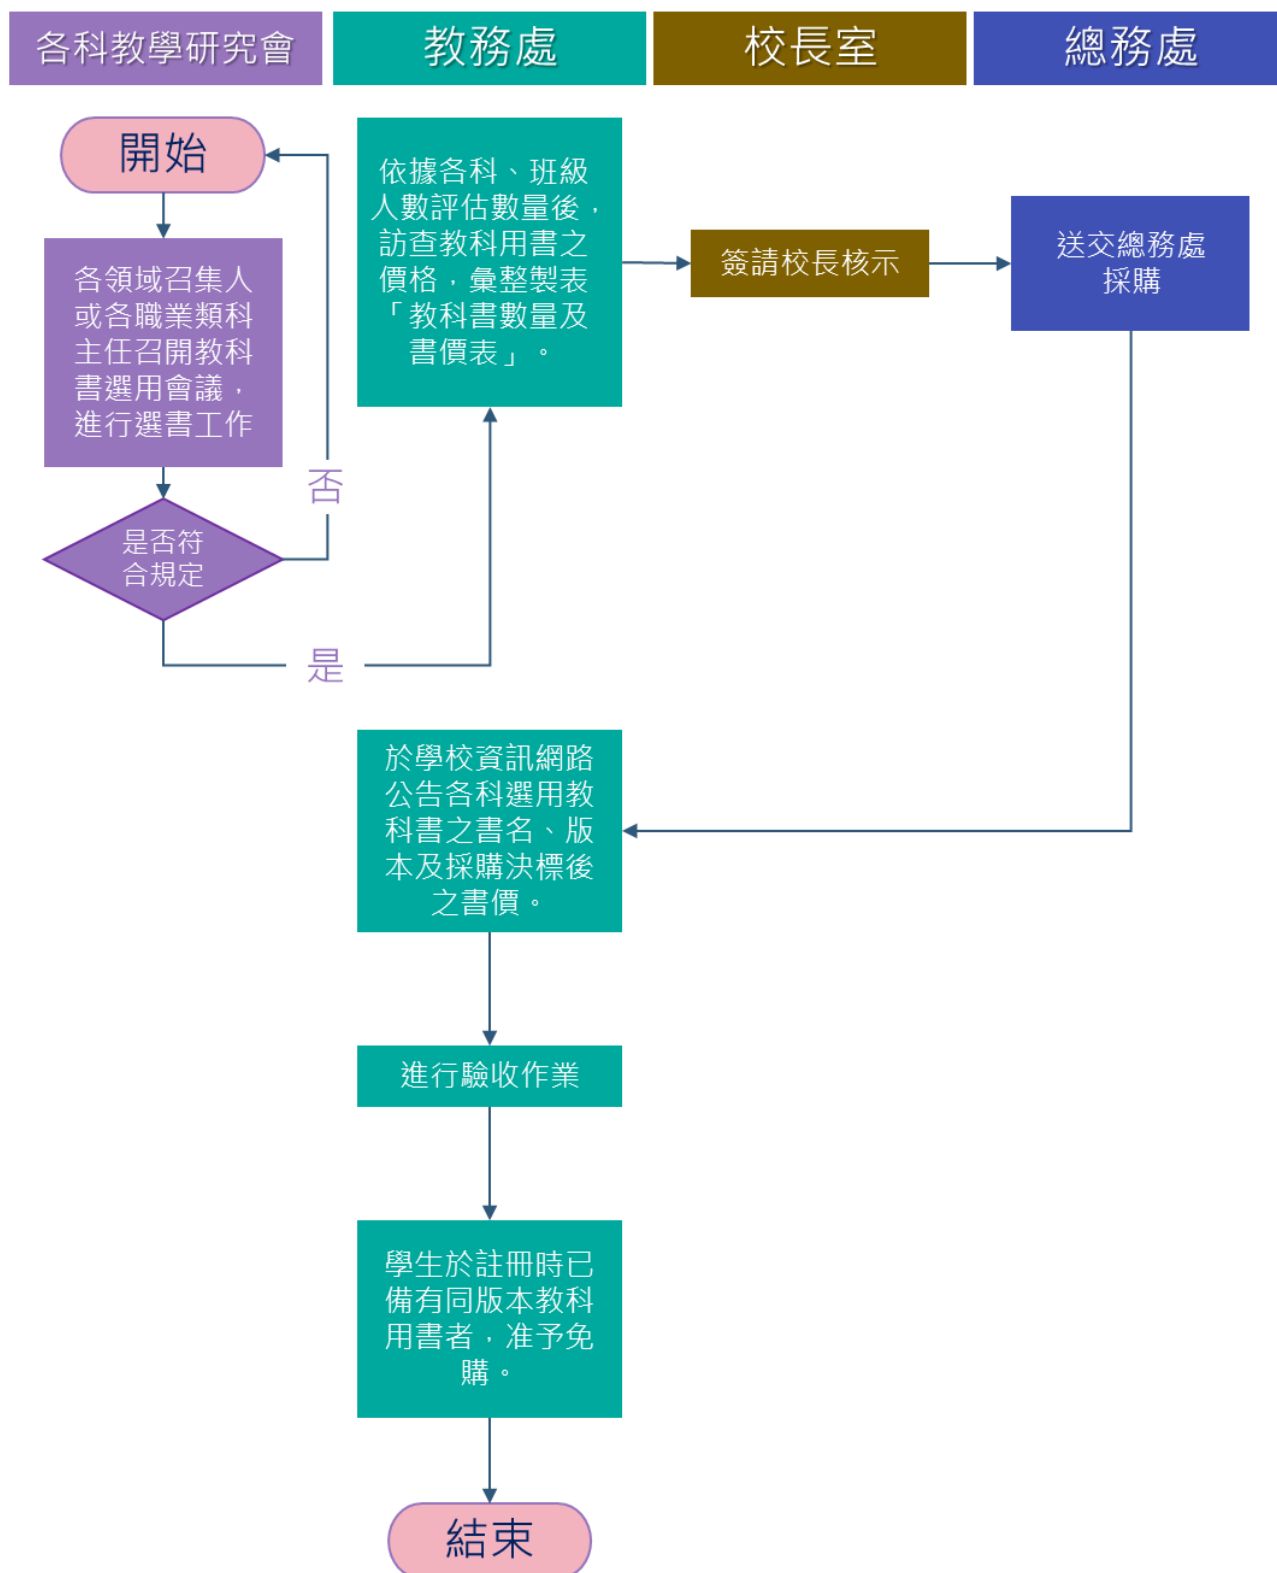 各科教學研究會
教務處
校長室
總務處
開始
各領域召集人
或各職業類科
主任召開教科
書選用會議，
進行選書工作
是否符
合規定
否
是
依據各科、班級
人數評估數量後，
訪查教科用書之
價格，彙整製表
「教科書數量及
書價表」。
簽請校長核示
送交總務處
採購
於學校資訊網路
公告各科選用教
科書之書名、版
本及採購決標後
之書價。
進行驗收作業
學生於註冊時已
備有同版本教科
用書者，准予免
購。
結束